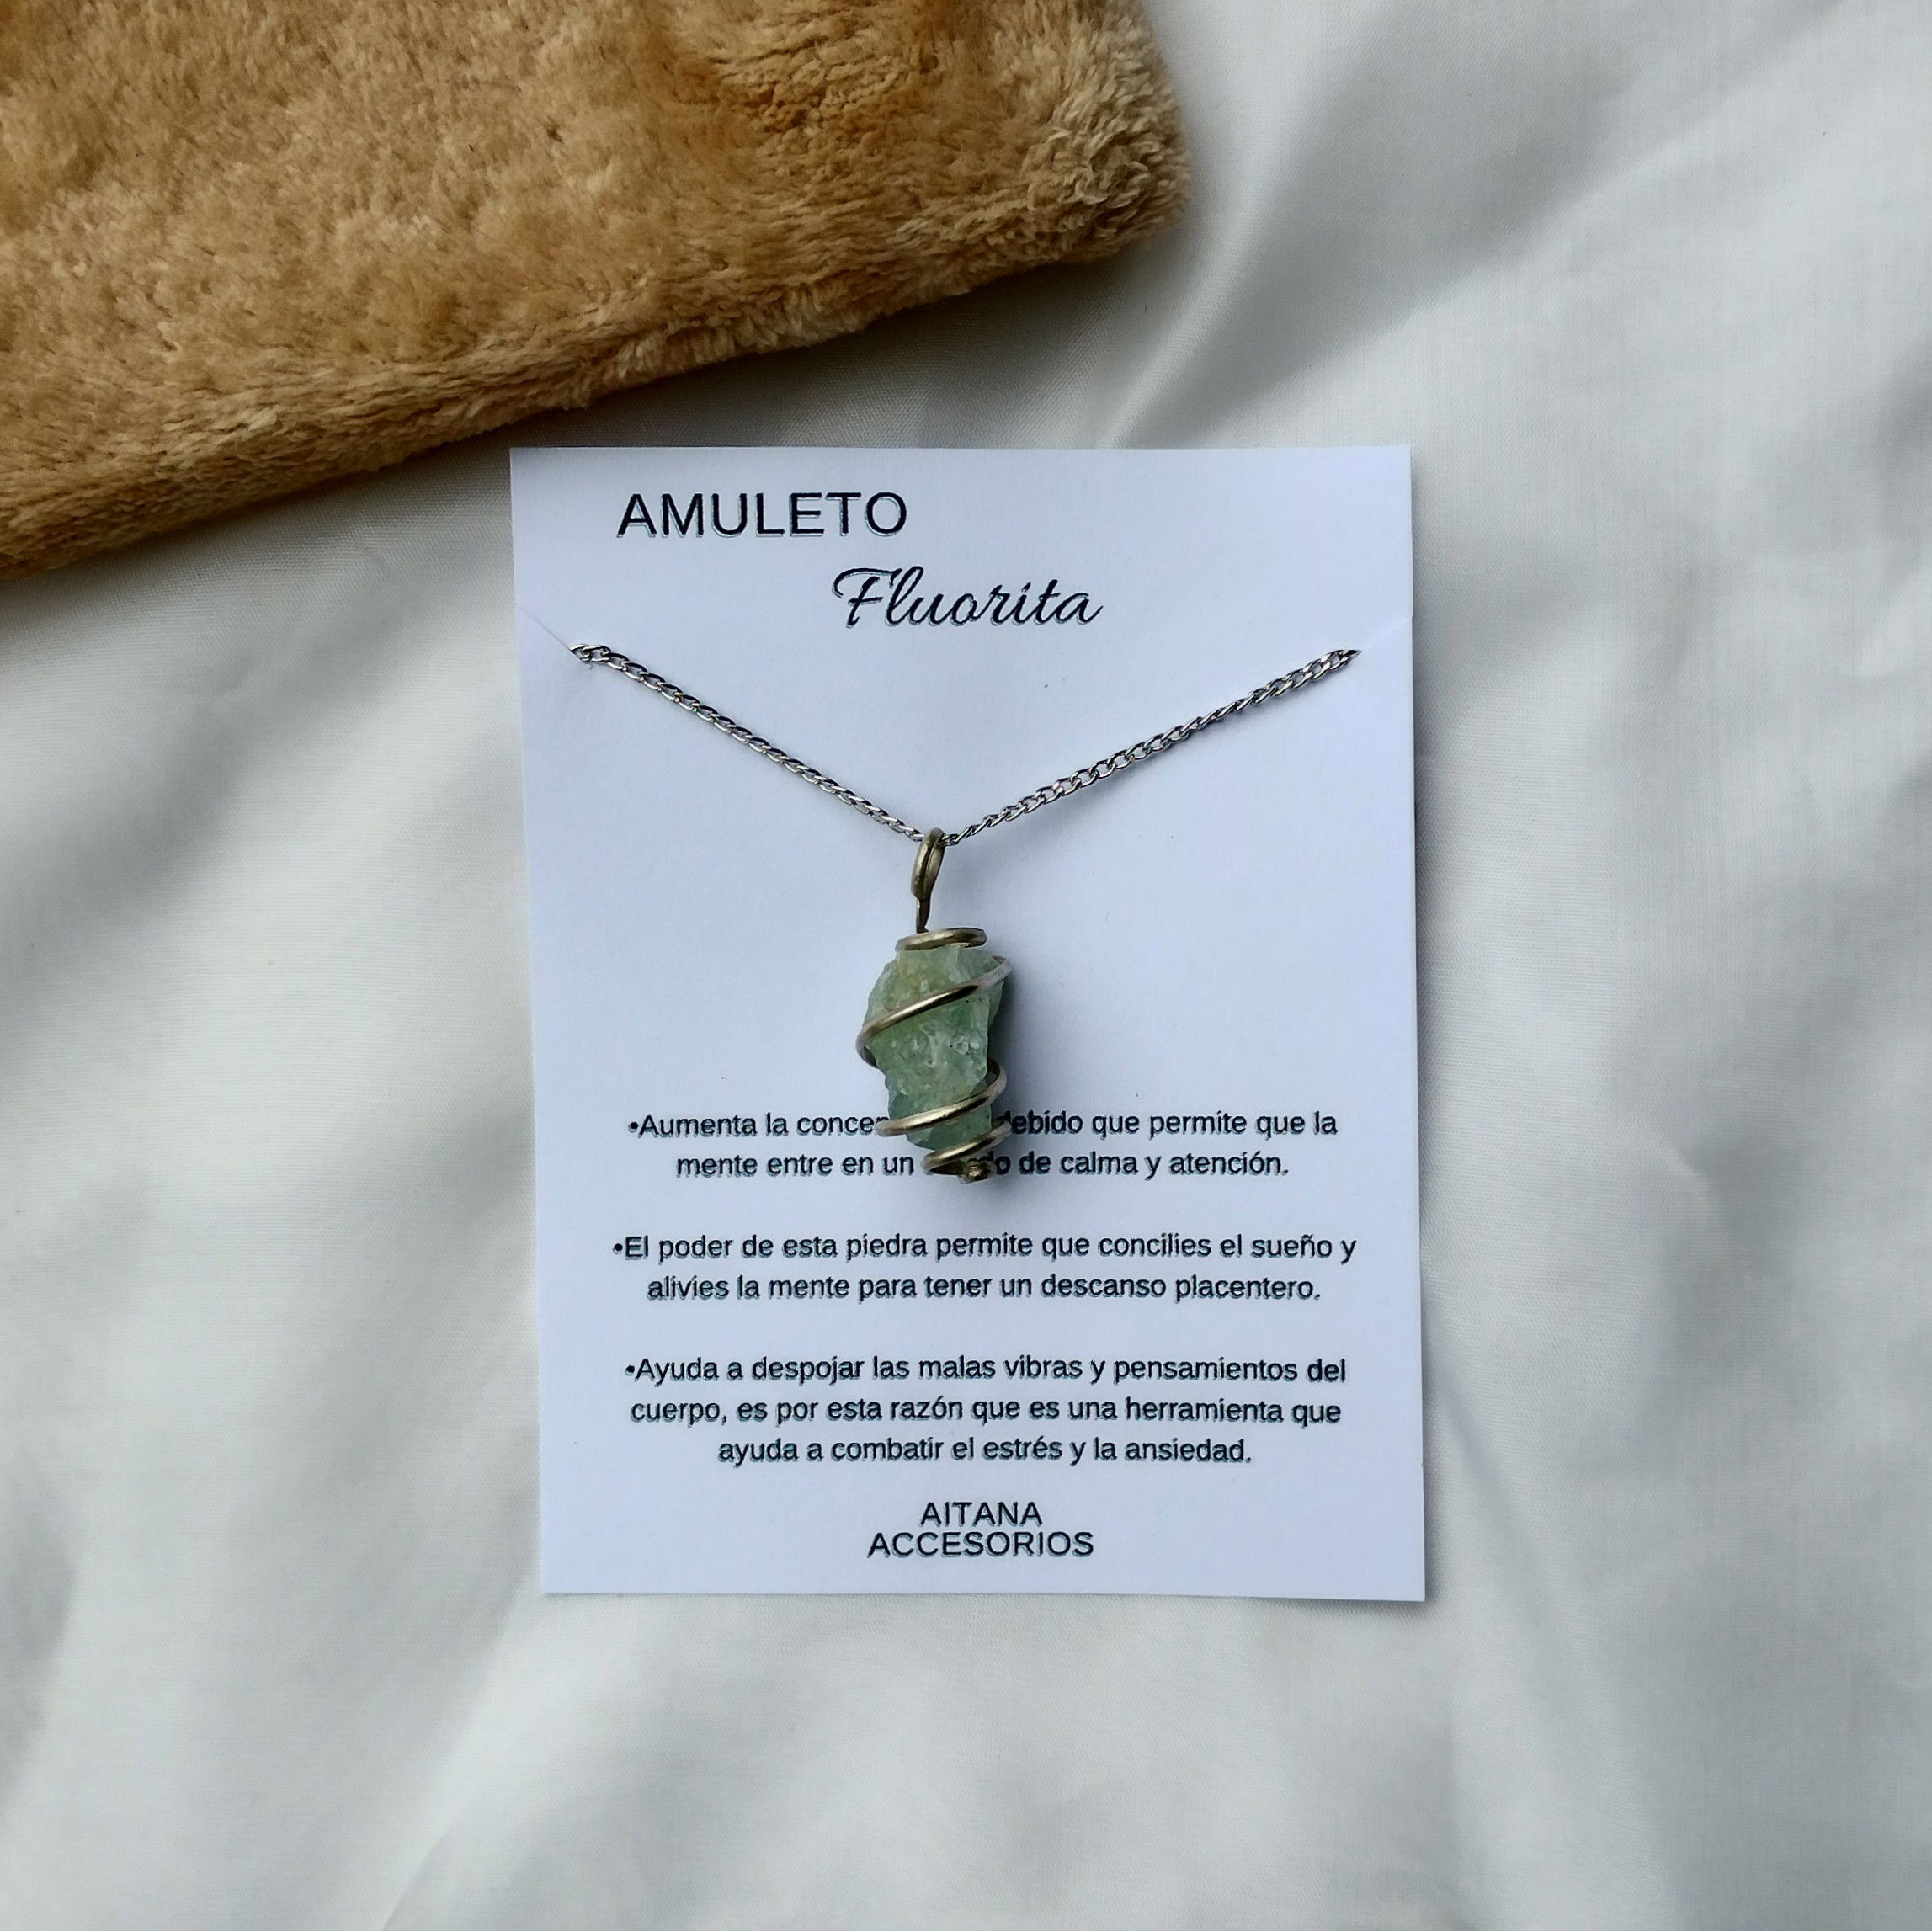 AMULETO
Fluorita
•Aumenta la debido que permite que la
mente entre en un de calma y atención.
•El poder de esta piedra permite que concilies el sueño y
alivies la mente para tener un descanso placentero.
•Ayuda a despojar las malas vibras y pensamientos del
cuerpo, es por esta razón que es una herramienta que
ayuda a combatir el estrés y la ansiedad.
AITANA
ACCESORIOS